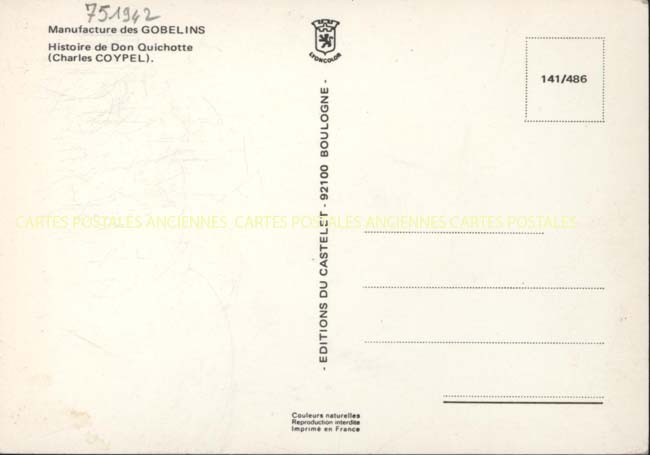 751942
Manufacture des GOBELINS
Histoire de Don Quichotte
(Charles COYPEL).
LYONCOLOR
141/486
- EDITIONS DU CASTELET - 92100 BOULOGNE -
CARTES POSTALES ANCIENNES CARTES POSTALES ANCIENNES CARTES POSTALES
Couleurs naturelles
Reproduction interdite
Imprimé en France